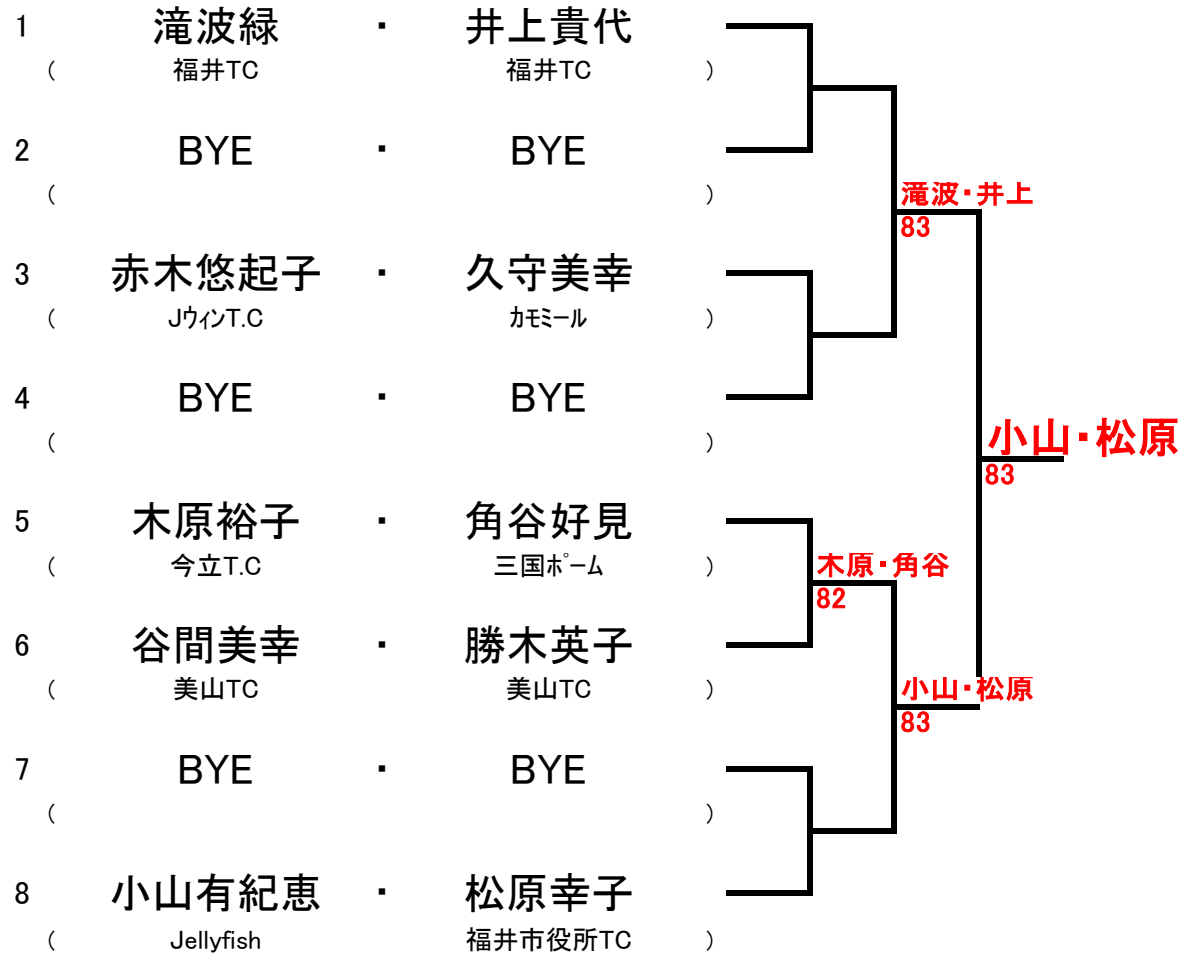 1 滝波緑 ・ 井上貴代
( 福井TC 福井TC )
2 BYE ・ BYE
( )
滝波・井上
83
3 赤木悠起子 ・ 久守美幸
( JウィンT.C カモミール )
4 BYE ・ BYE
( )
小山・松原
83
5 木原裕子 ・ 角谷好見
( 今立T.C 三国ポーム )
木原・角谷
82
6 谷間美幸 ・ 勝木英子
( 美山TC 美山TC )
小山・松原
83
7 BYE ・ BYE
( )
8 小山有紀恵 ・ 松原幸子
( Jellyfish 福井市役所TC )